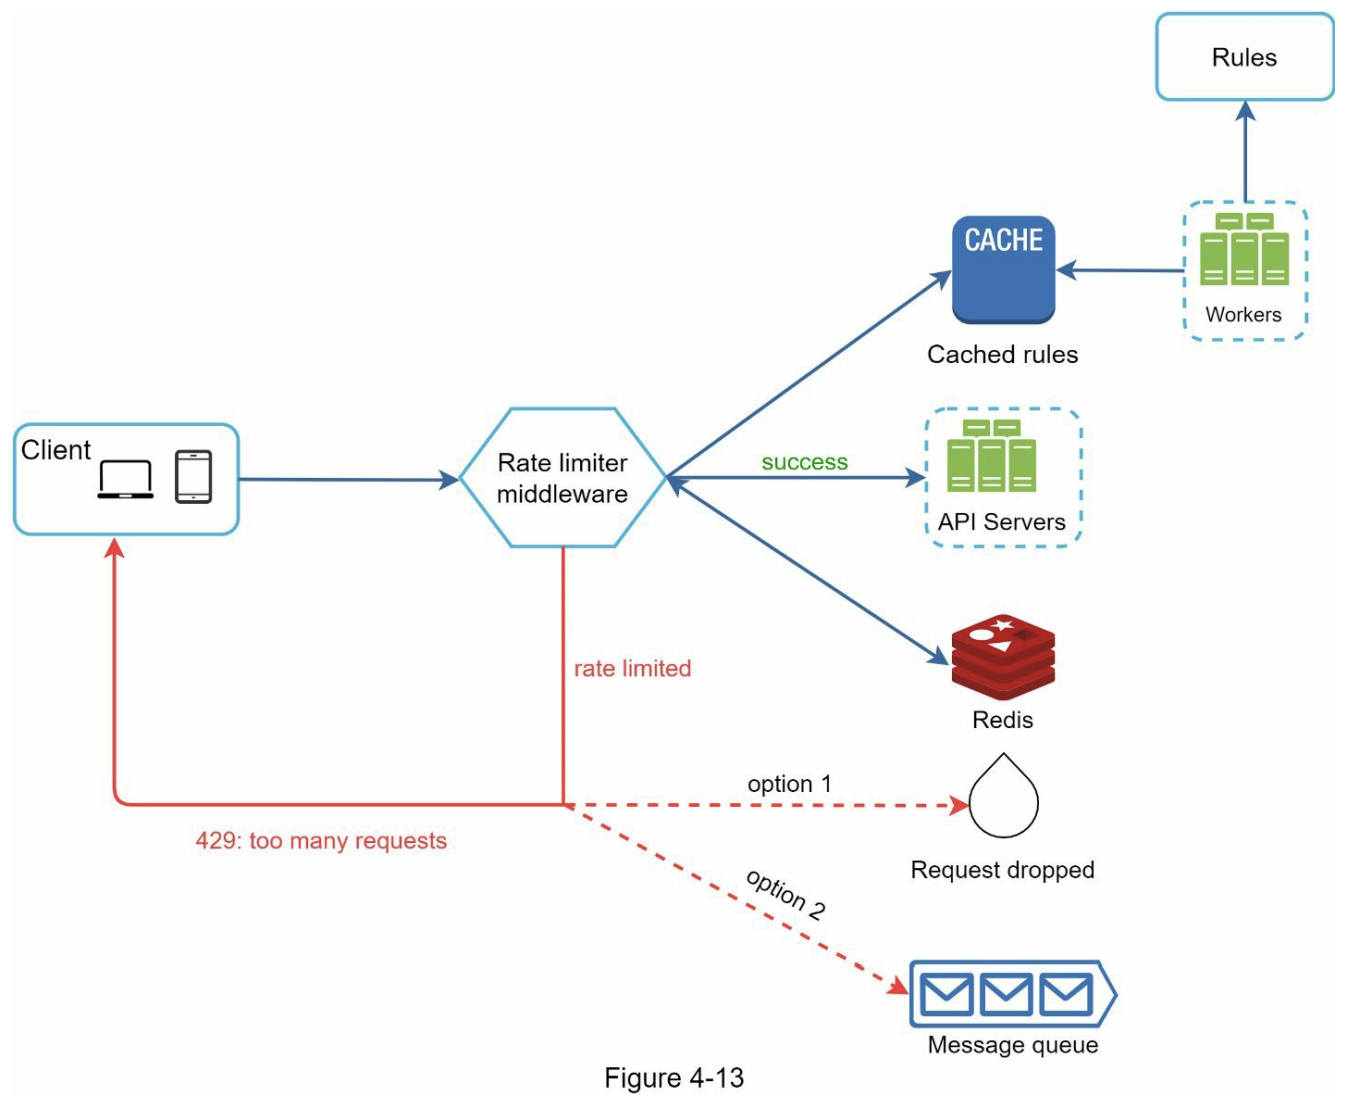 Rules
CACHE
Workers
Cached rules
Client
Rate limiter
middleware
success
API Servers
rate limited
Redis
option 1
429: too many requests
Request dropped
option 2
Message queue
Figure 4-13